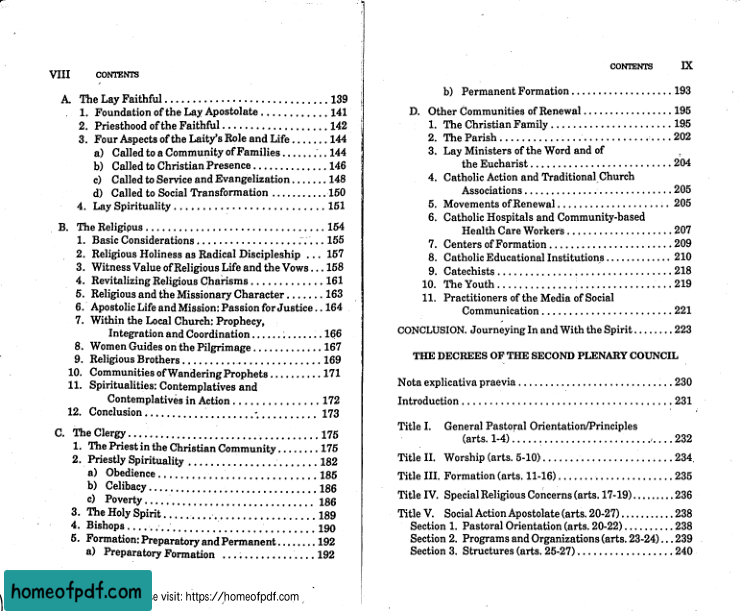 VIII CONTENTS
A. The Lay Faithful............................ 139
1. Foundation of the Lay Apostolate............ 141
2. Priesthood of the Faithful.................. 142
3. Four Aspects of the Laity's Role and Life....... 144
a) Called to a Community of Families......... 144
b) Called to Christian Presence............. 146
c) Called to Service and Evangelization....... 148
d) Called to Social Transformation .......... 150
4. Lay Spirituality.......................... 151
B. The Religious.............................. 154
1. Basic Considerations...................... 155
2. Religious Holiness as Radical Discipleship ... 157
3. Witness Value of Religious Life and the Vows...158
4. Revitalizing Religious Charisms............. 161
5. Religious and the Missionary Character....... 163
6. Apostolic Life and Mission: Passion for Justice..164
7. Within the Local Church: Prophecy,
Integration and Coordination............. 166
8. Women Guides on the Pilgrimage............ 167
9. Religious Brothers........................ 169
10. Communities of Wandering Prophets.......... 171
11. Spiritualities: Contemplatives and
Contemplatives in Action............... 172
12. Conclusion.............................. 173
C. The Clergy................................ 175
1. The Priest in the Christian Community........ 175
2. Priestly Spirituality ...................... 182
a) Obedience........................... 185
b) Celibacy............................. 186
c) Poverty.............................. 186
3. The Holy Spirit........................... 189
4. Bishops................................. 190
5. Formation: Preparatory and Permanent........ 192
a) Preparatory Formation ................ 192
CONTENTS IX
b) Permanent Formation.................. 193
D. Other Communities of Renewal............... 195
1. The Christian Family..................... 195
2. The Parish............................. 202
3. Lay Ministers of the Word and of
the Eucharist........................ 204
4. Catholic Action and Traditional Church
Associations......................... 205
5. Movements of Renewal................... 205
6. Catholic Hospitals and Community-based
Health Care Workers.................. 207
7. Centers of Formation..................... 209
8. Catholic Educational Institutions........... 210
9. Catechists.............................. 218
10. The Youth.............................. 219
11. Practitioners of the Media of Social
Communication...................... 221
CONCLUSION. Journeying In and With the Spirit........ 223
THE DECREES OF THE SECOND PLENARY COUNCIL
Nota explicativa praevia........................... 230
Introduction.................................... 231
Title I. General Pastoral Orientation/Principles
(arts. 1-4)............................ 232
Title II. Worship (arts. 5-10)...................... 234
Title III. Formation (arts. 11-16).................... 235
Title IV. Special Religious Concerns (arts. 17-19)......... 236
Title V. Social Action Apostolate (arts. 20-27).......... 238
Section 1. Pastoral Orientation (arts. 20-22).......... 238
Section 2. Programs and Organizations (arts. 23-24)...239
Section 3. Structures (arts. 25-27)................. 240
homeofpdf.com
e visit: https://homeofpdf.com